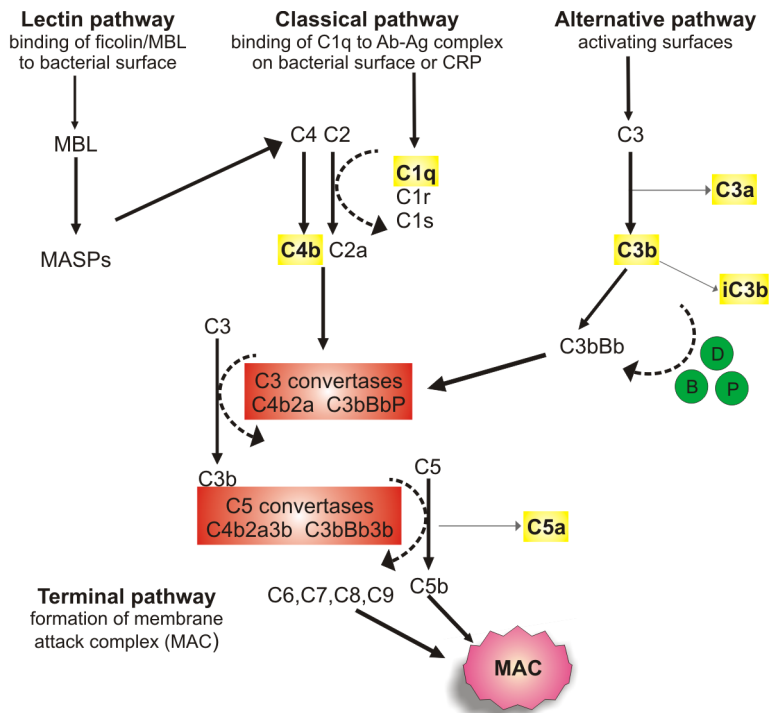 Lectin pathway
binding of ficolin/MBL
to bacterial surface
Classical pathway
binding of C1q to Ab-Ag complex
on bacterial surface or CRP
Alternative pathway
activating surfaces
MBL
MASPs
C4 C2
C1q
C1r
C1s
C4b C2a
C3
C3a
C3b
iC3b
C3bBb
D
B
P
C3
C3 convertases
C4b2a C3bBbP
C3b
C5 convertases
C4b2a3b C3bBb3b
C5
C5a
C5b
Terminal pathway
formation of membrane
attack complex (MAC)
C6,C7,C8,C9
MAC